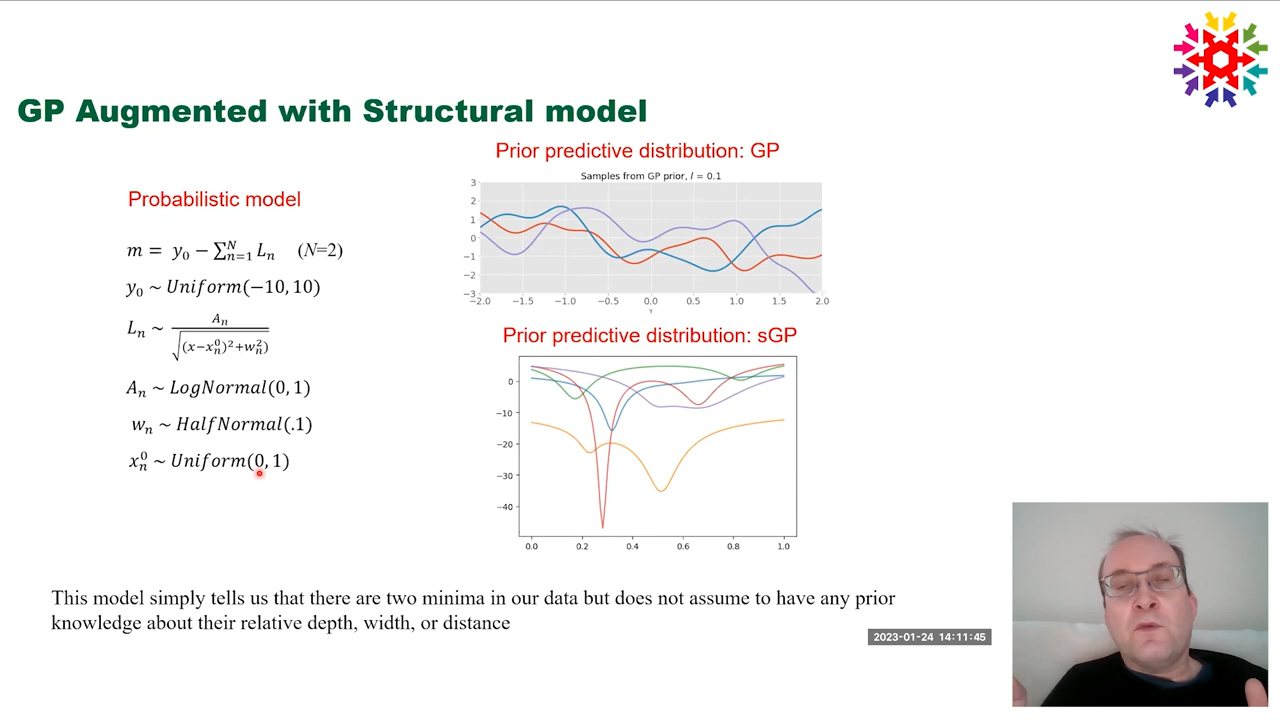 GP Augmented with Structural model
Probabilistic model
m = y₀ − ∑ₙ₌₁ᴺ Lₙ (N=2)
y₀ ~ Uniform(−10, 10)
Lₙ ~ Aₙ / √((x−xₙ⁰)²+wₙ²)
Aₙ ~ LogNormal(0, 1)
wₙ ~ HalfNormal(.1)
xₙ⁰ ~ Uniform(0, 1)
Prior predictive distribution: GP
Samples from GP prior, l = 0.1
3
2
1
0
−1
−2
−3
−2.0 −1.5 −1.0 −0.5 0.0 0.5 1.0 1.5 2.0
Y
Prior predictive distribution: sGP
0
−10
−20
−30
−40
0.0 0.2 0.4 0.6 0.8 1.0
This model simply tells us that there are two minima in our data but does not assume to have any prior
knowledge about their relative depth, width, or distance
2023-01-24 14:11:45